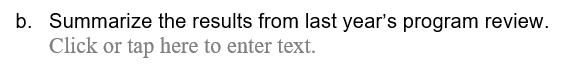 b. Summarize the results from last year’s program review.
Click or tap here to enter text.